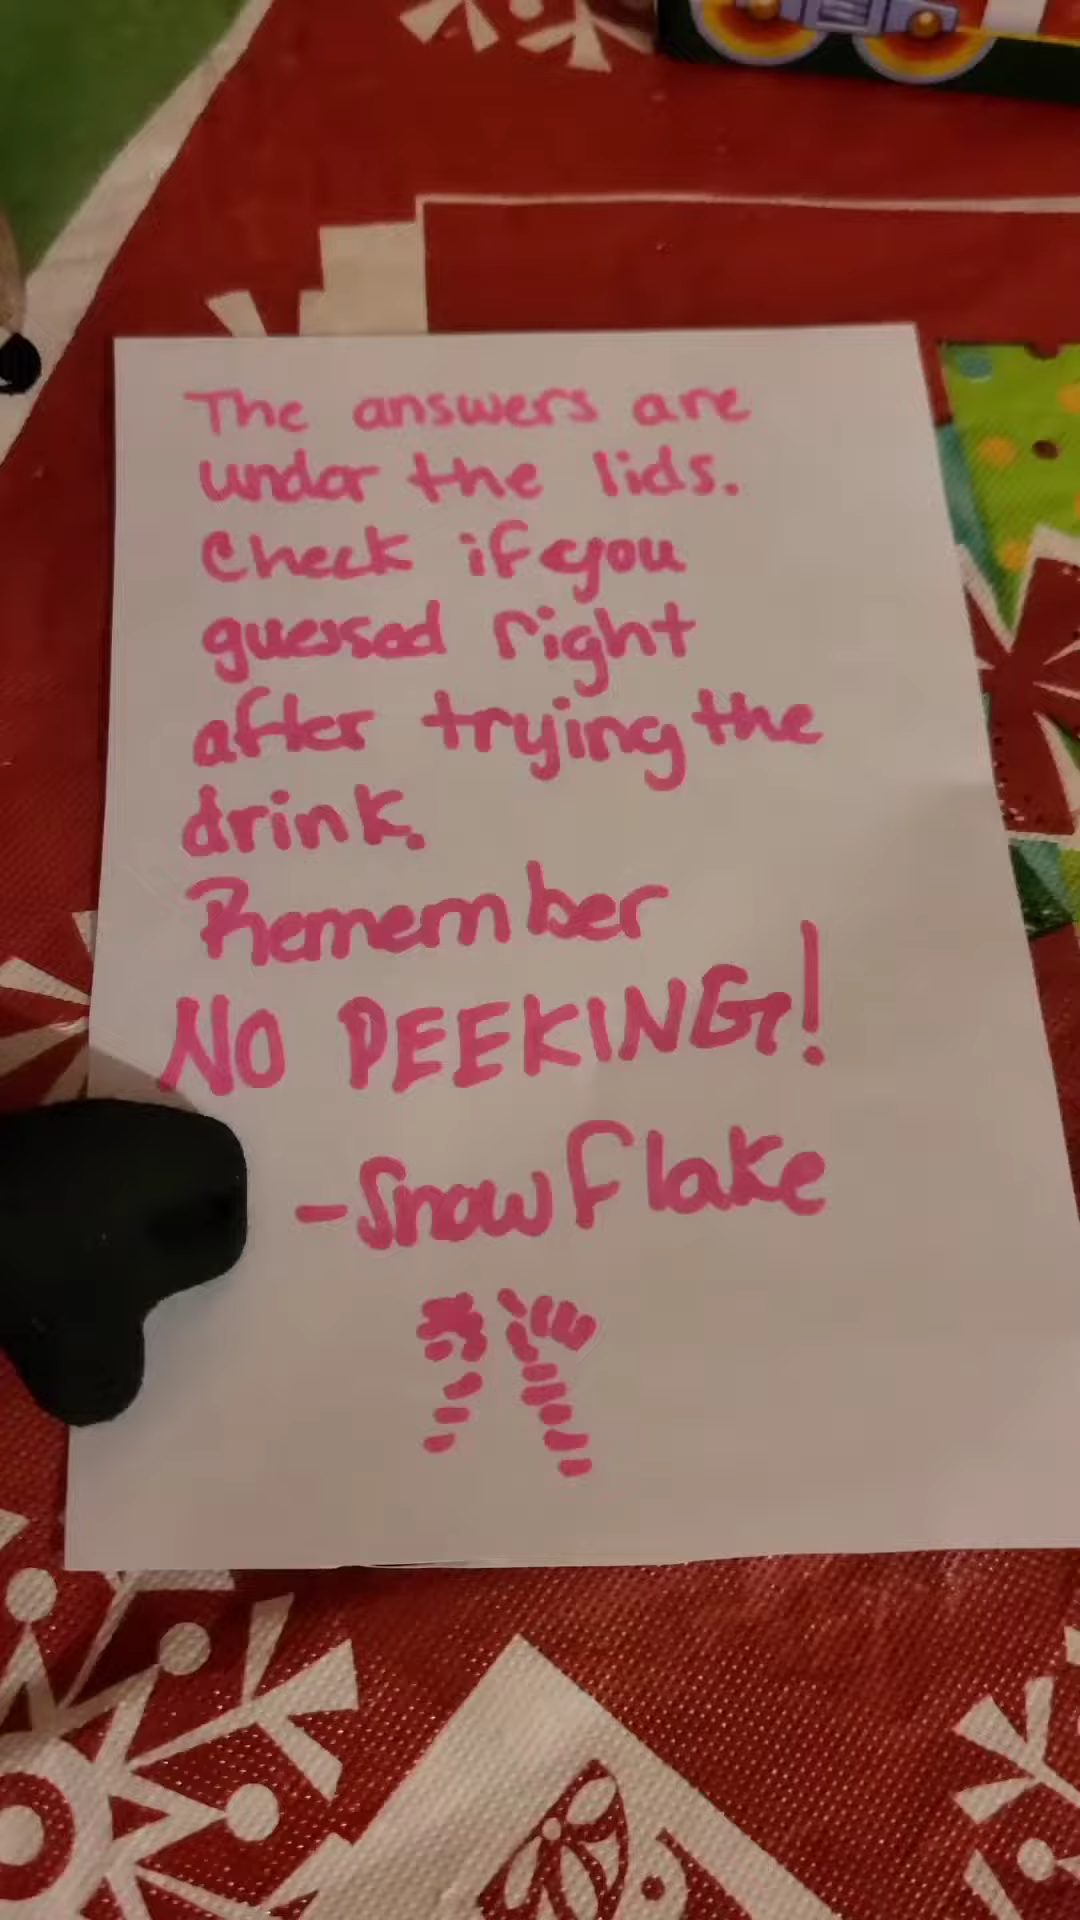 The answers are
under the lids.
Check if you
guessed right
after trying the
drink.
Remember
NO PEEKING!
-Snowflake